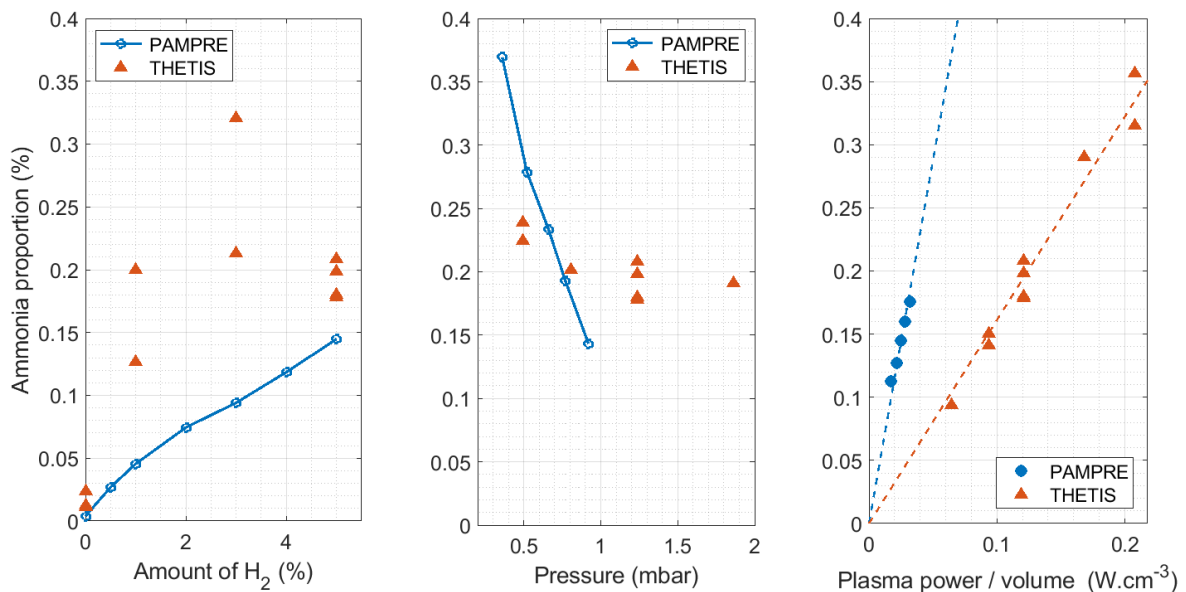 Ammonia proportion (%)
0.4
0.35
0.3
0.25
0.2
0.15
0.1
0.05
0
PAMPRE
THETIS
0 2 4
Amount of H2 (%)
0.4
0.35
0.3
0.25
0.2
0.15
0.1
0.05
0
PAMPRE
THETIS
0.5 1 1.5 2
Pressure (mbar)
0.4
0.35
0.3
0.25
0.2
0.15
0.1
0.05
0
PAMPRE
THETIS
0 0.1 0.2
Plasma power / volume (W.cm-3)